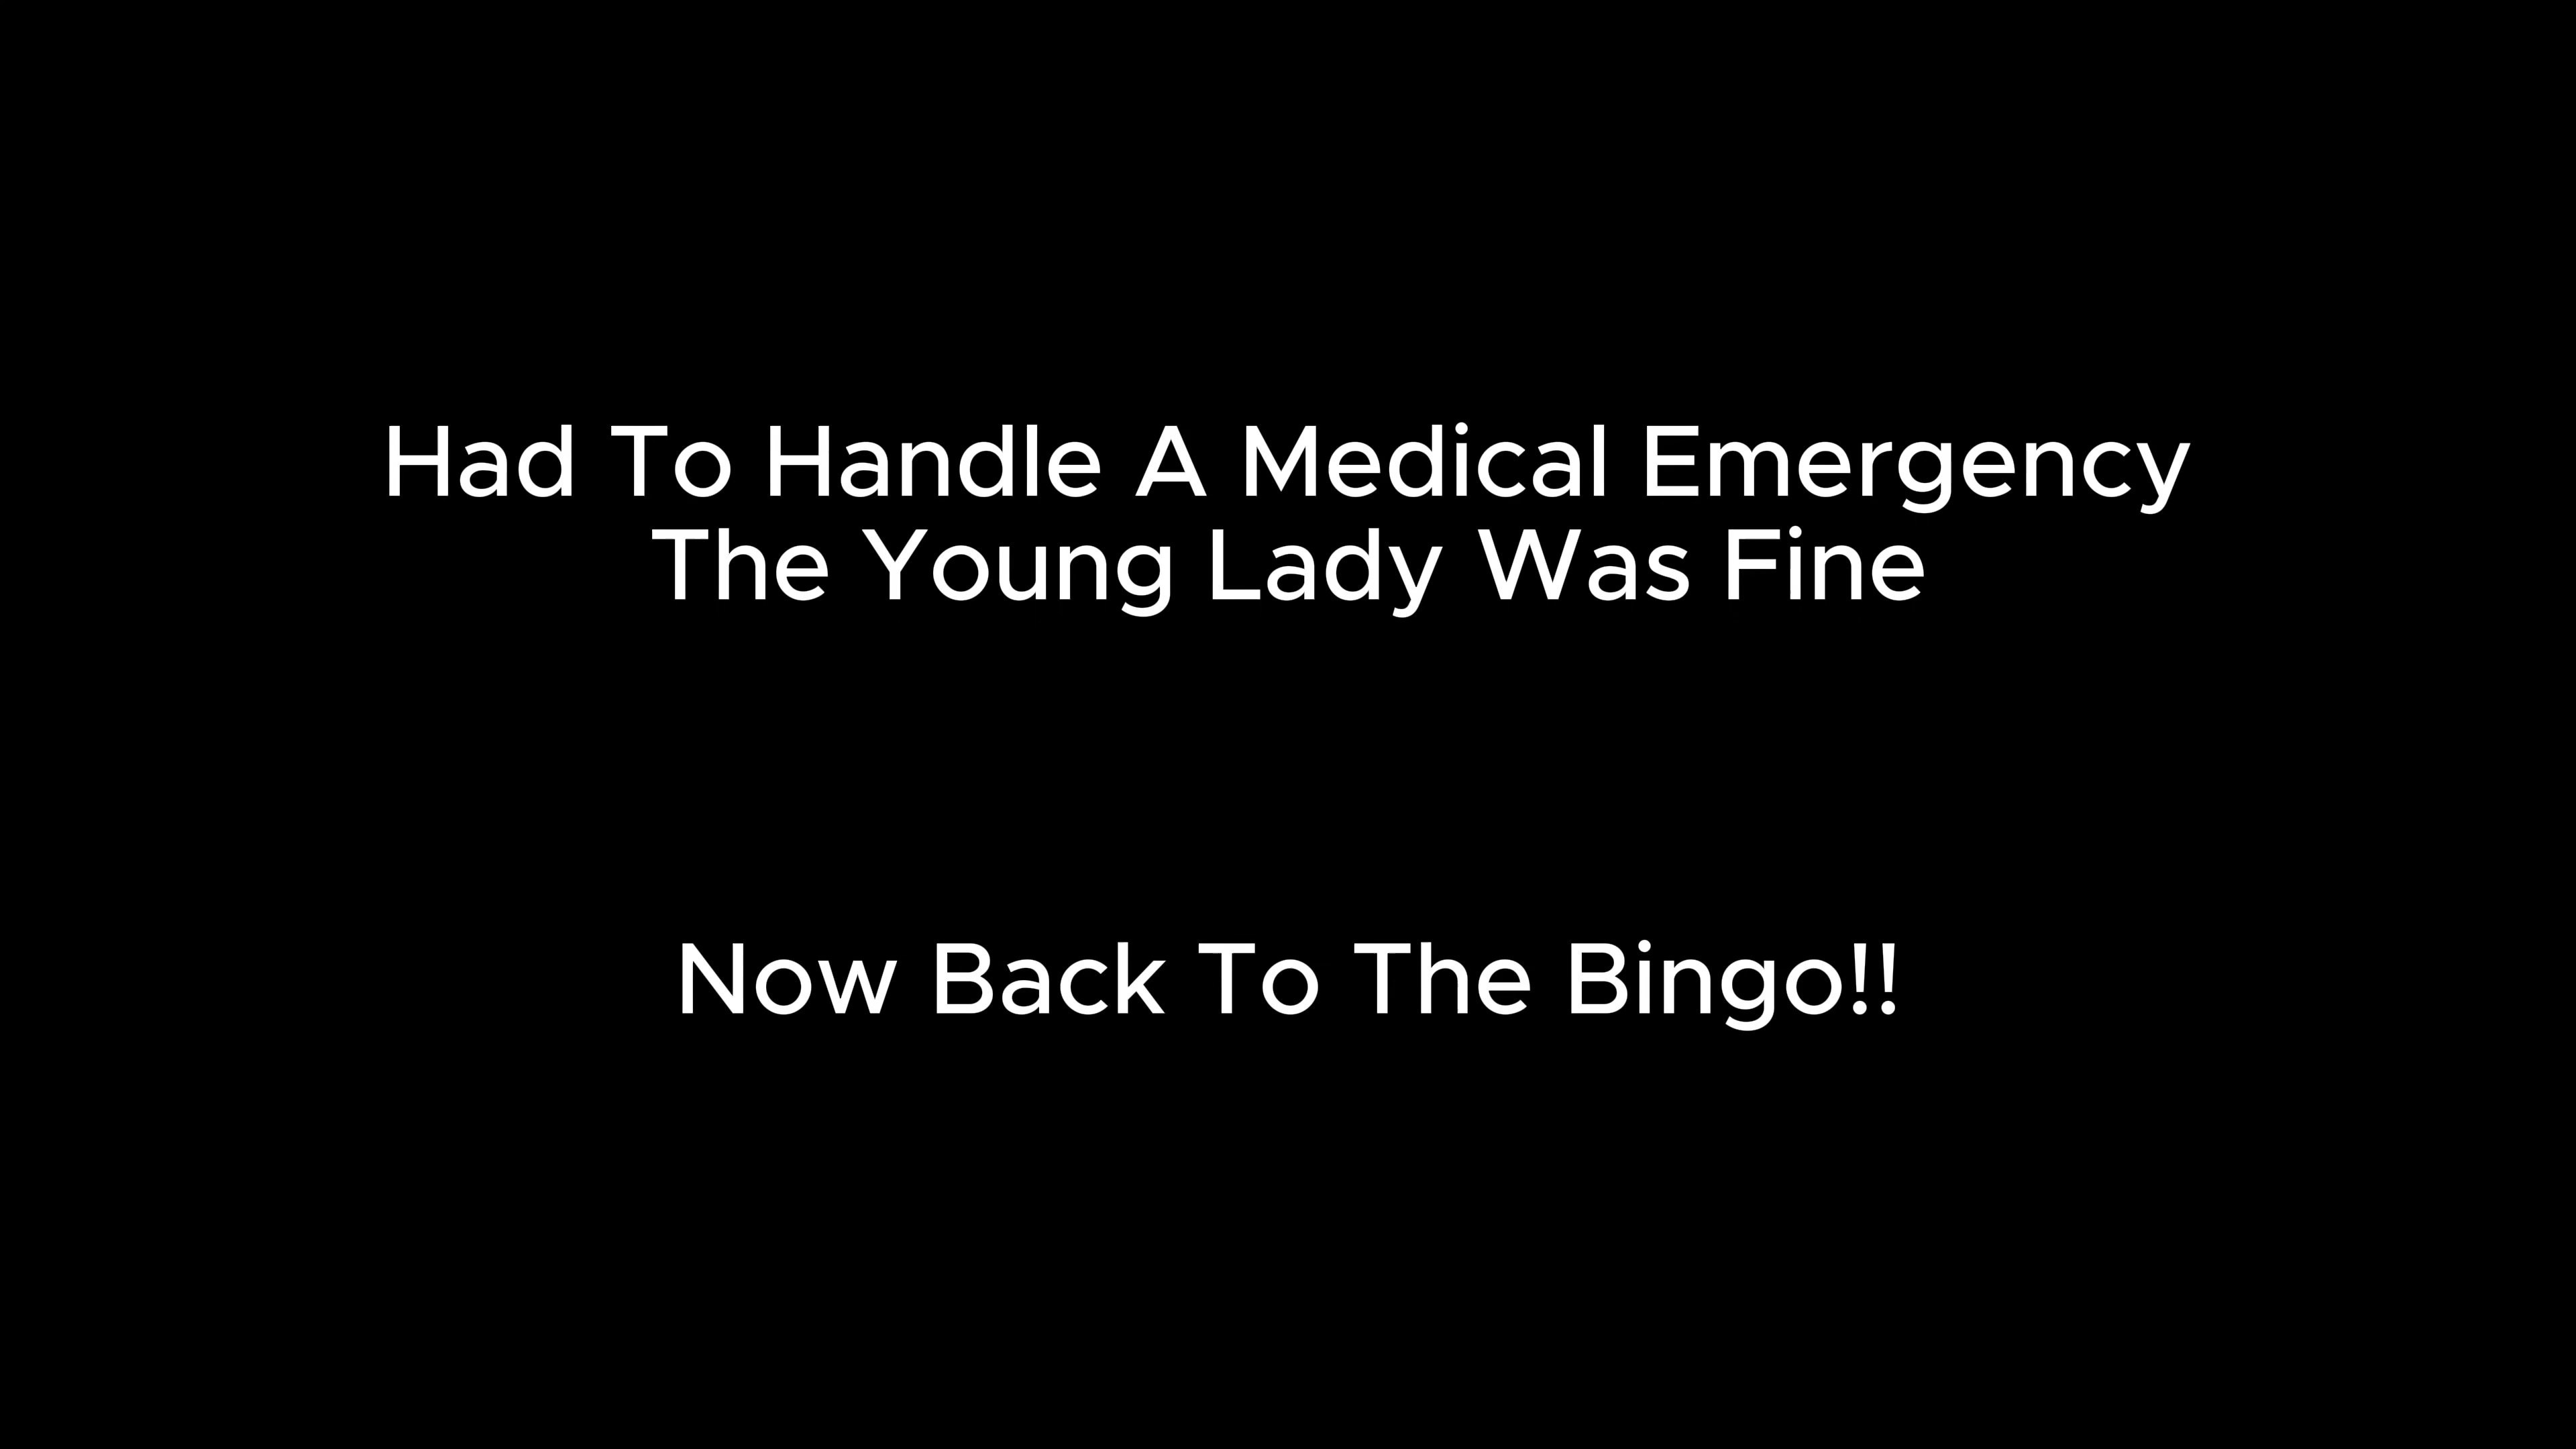 Had To Handle A Medical Emergency
The Young Lady Was Fine
Now Back To The Bingo!!